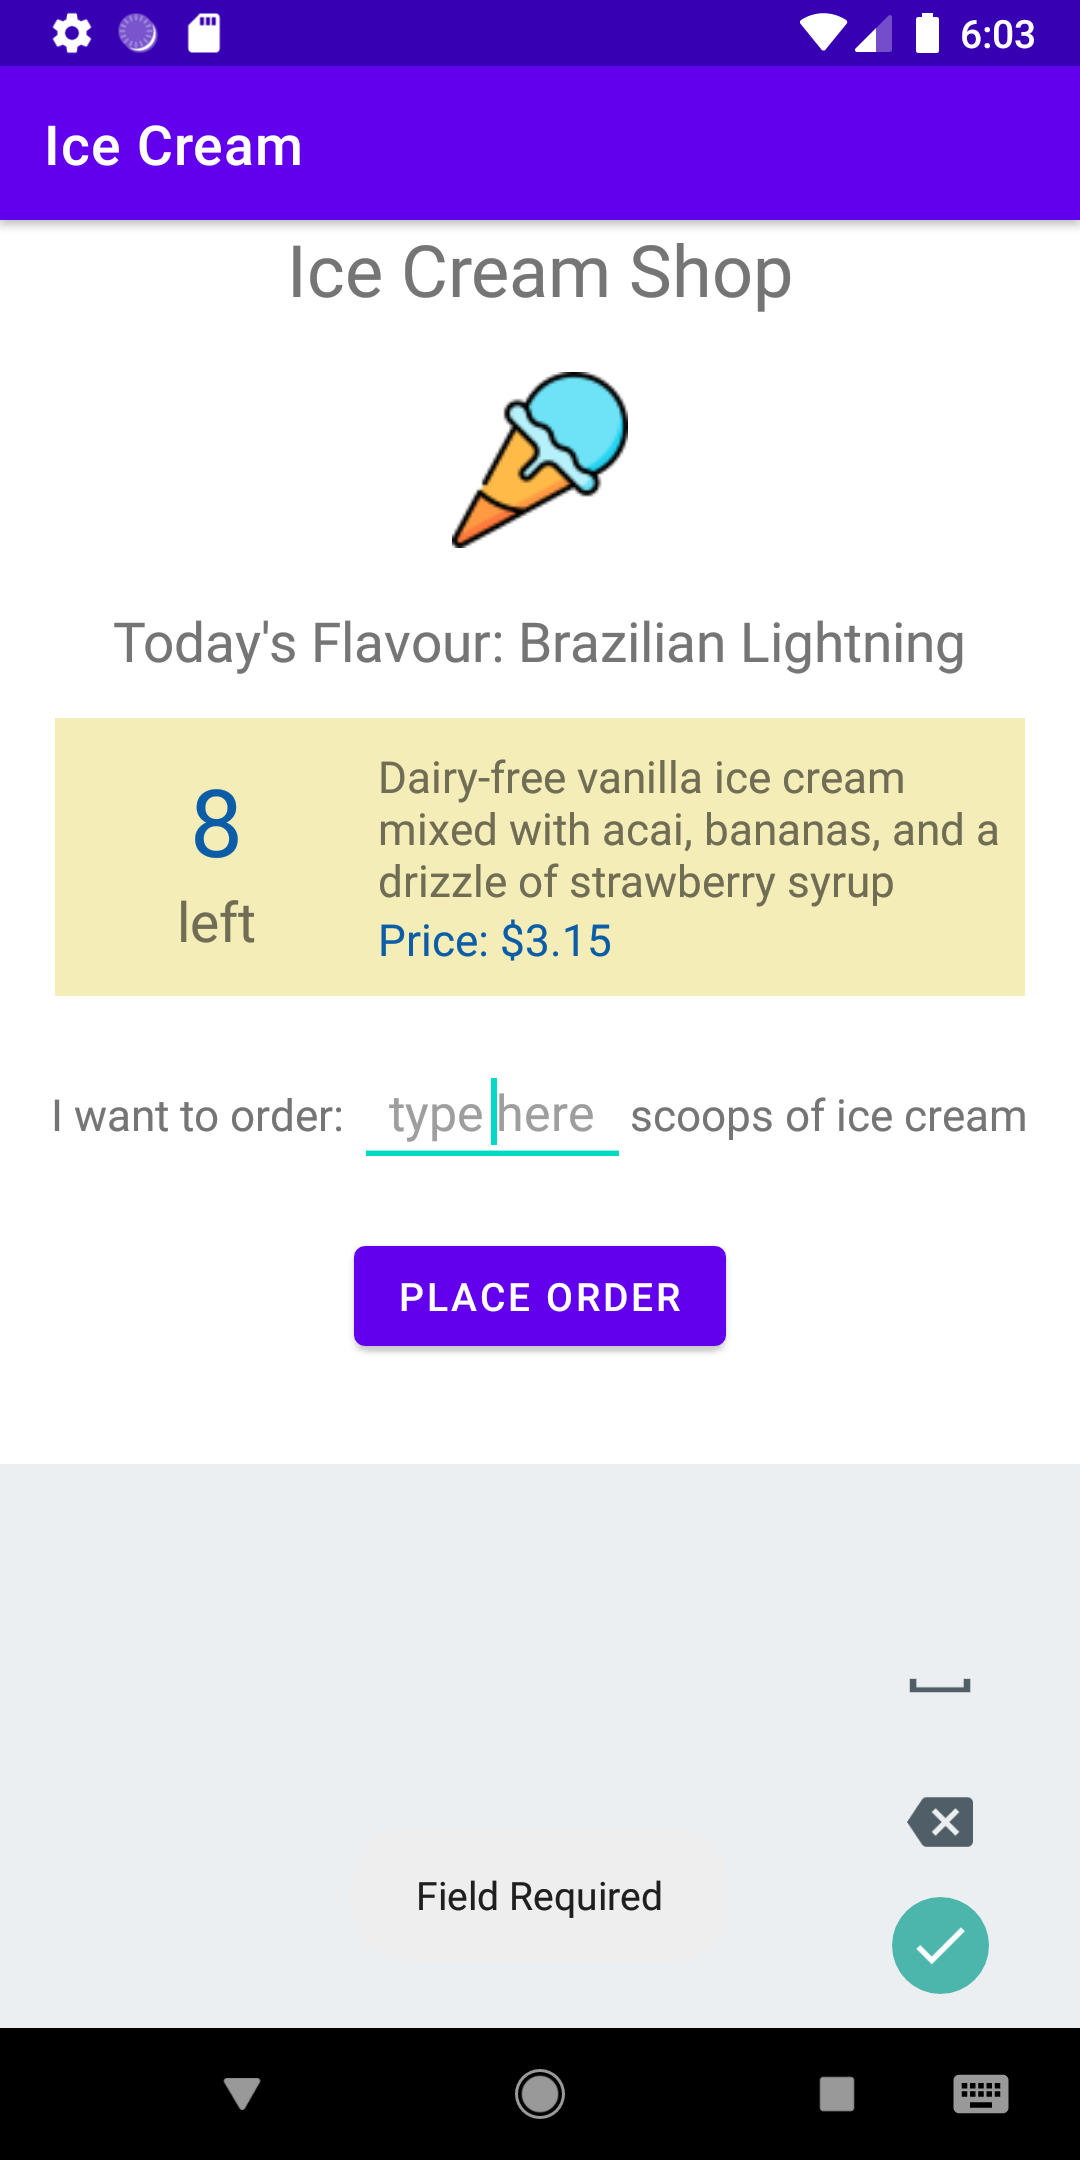 6:03
Ice Cream
Ice Cream Shop
Today's Flavour: Brazilian Lightning
8
left
Dairy-free vanilla ice cream
mixed with acai, bananas, and a
drizzle of strawberry syrup
Price: $3.15
I want to order: type here scoops of ice cream
PLACE ORDER
Field Required